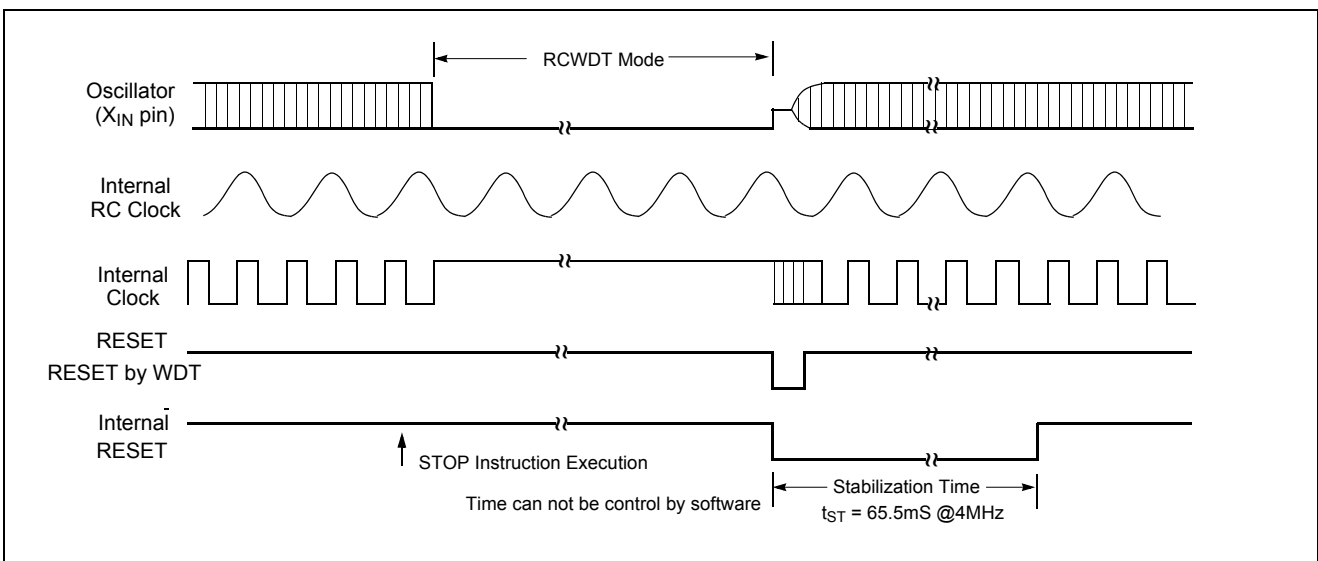 RCWDT Mode
Oscillator
(XIN pin)
Internal
RC Clock
Internal
Clock
RESET
RESET by WDT
Internal
RESET
STOP Instruction Execution
Time can not be control by software
Stabilization Time
tST = 65.5mS @4MHz